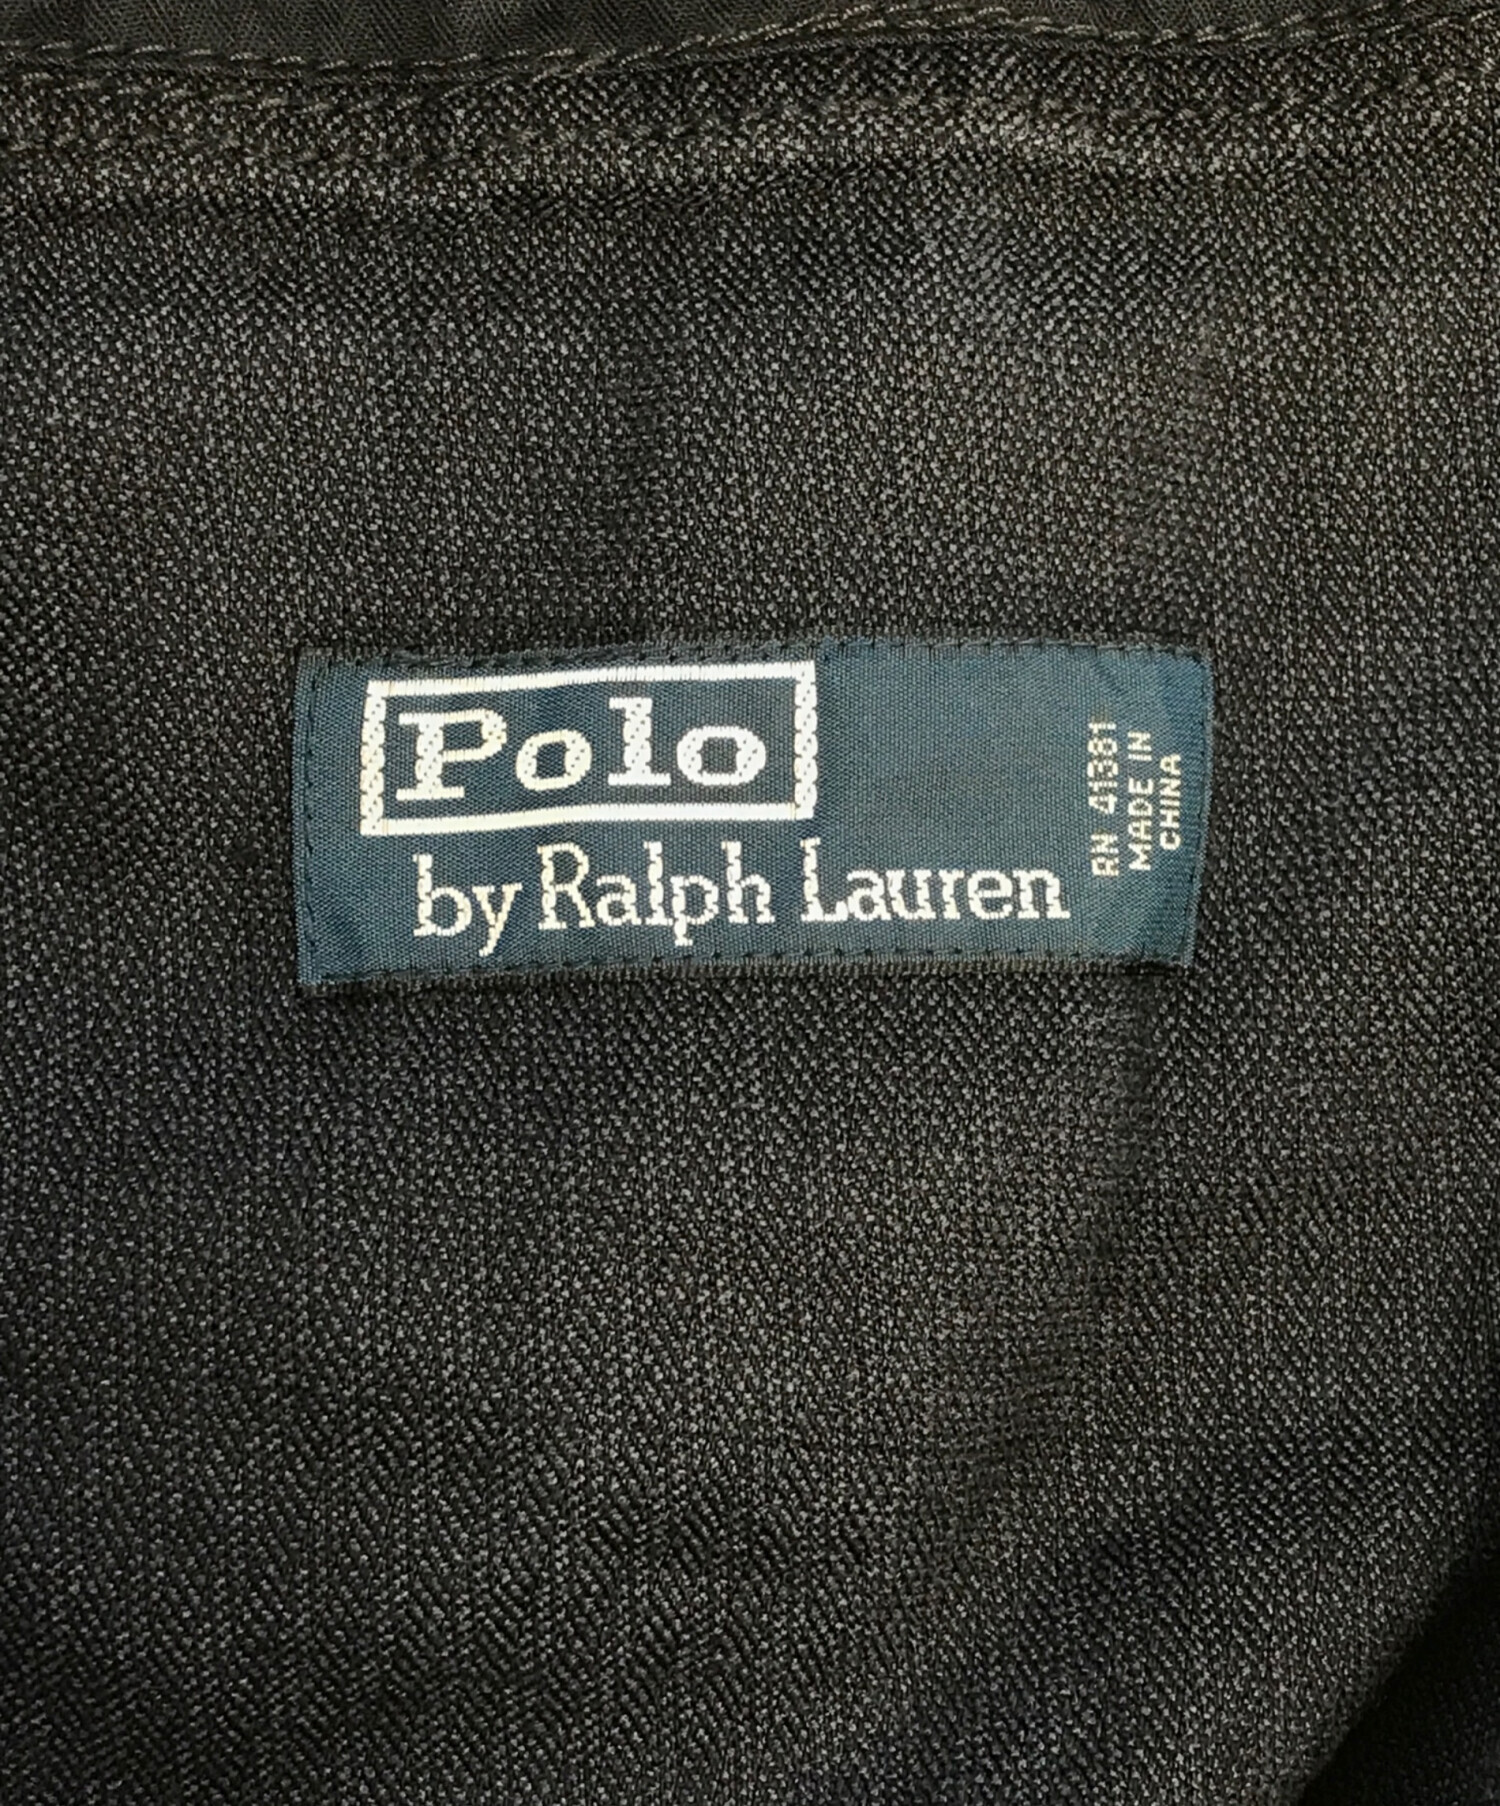 Polo
by Ralph Lauren
RN 41381
MADE IN
CHINA